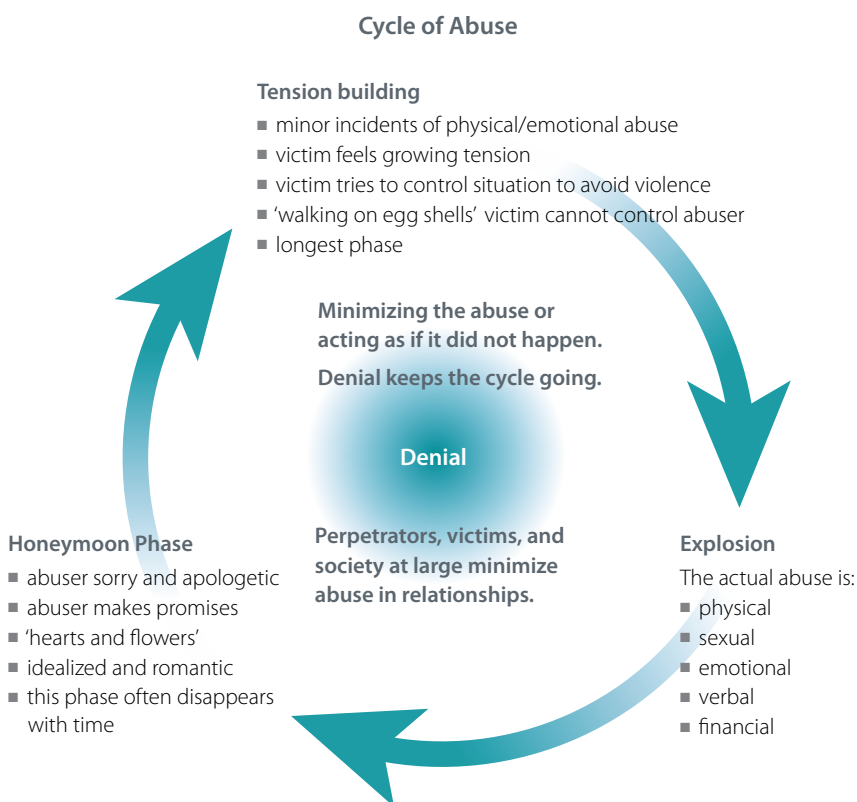 Cycle of Abuse
Tension building
■ minor incidents of physical/emotional abuse
■ victim feels growing tension
■ victim tries to control situation to avoid violence
■ ‘walking on egg shells’ victim cannot control abuser
■ longest phase
Minimizing the abuse or
acting as if it did not happen.
Denial keeps the cycle going.
Denial
Perpetrators, victims, and
society at large minimize
abuse in relationships.
Explosion
The actual abuse is:
■ physical
■ sexual
■ emotional
■ verbal
■ financial
Honeymoon Phase
■ abuser sorry and apologetic
■ abuser makes promises
■ ‘hearts and flowers’
■ idealized and romantic
■ this phase often disappears
with time